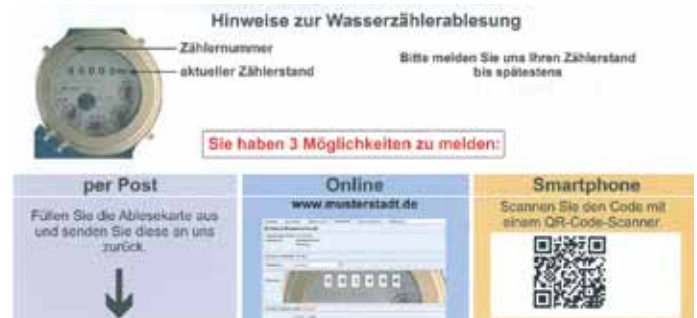 Hinweise zur Wasserzählerablesung
Zählernummer
aktueller Zählerstand
Bitte melden Sie uns Ihren Zählerstand
bis spätestens
Sie haben 3 Möglichkeiten zu melden:
per Post
Füllen Sie die Ablesekarte aus
und senden Sie diese an uns
zurück.
Online
www.musterstadt.de
Smartphone
Scannen Sie den Code mit
einem QR-Code-Scanner.